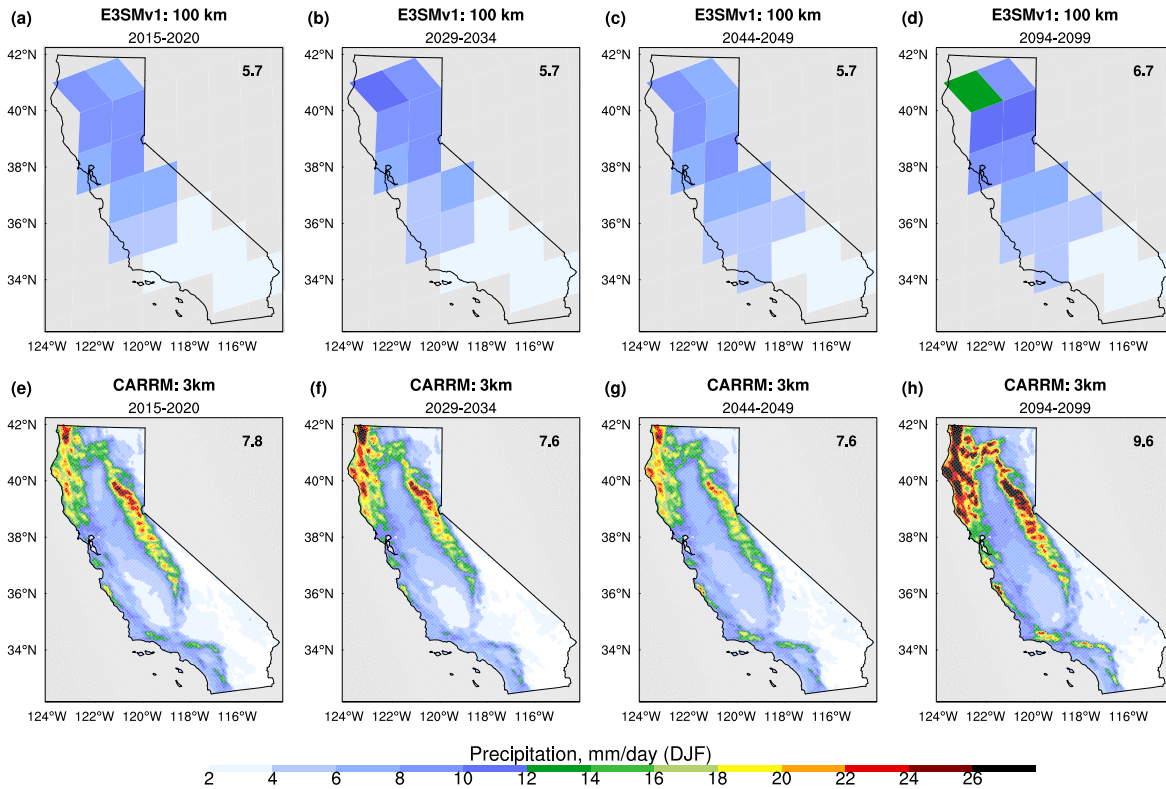 (a) E3SMv1: 100 km
2015-2020
5.7
42°N
40°N
38°N
36°N
34°N
124°W 122°W 120°W 118°W 116°W
(b) E3SMv1: 100 km
2029-2034
5.7
42°N
40°N
38°N
36°N
34°N
124°W 122°W 120°W 118°W 116°W
(c) E3SMv1: 100 km
2044-2049
5.7
42°N
40°N
38°N
36°N
34°N
124°W 122°W 120°W 118°W 116°W
(d) E3SMv1: 100 km
2094-2099
6.7
42°N
40°N
38°N
36°N
34°N
124°W 122°W 120°W 118°W 116°W
(e) CARRM: 3km
2015-2020
7.8
42°N
40°N
38°N
36°N
34°N
124°W 122°W 120°W 118°W 116°W
(f) CARRM: 3km
2029-2034
7.6
42°N
40°N
38°N
36°N
34°N
124°W 122°W 120°W 118°W 116°W
(g) CARRM: 3km
2044-2049
7.6
42°N
40°N
38°N
36°N
34°N
124°W 122°W 120°W 118°W 116°W
(h) CARRM: 3km
2094-2099
9.6
42°N
40°N
38°N
36°N
34°N
124°W 122°W 120°W 118°W 116°W
Precipitation, mm/day (DJF)
2 4 6 8 10 12 14 16 18 20 22 24 26